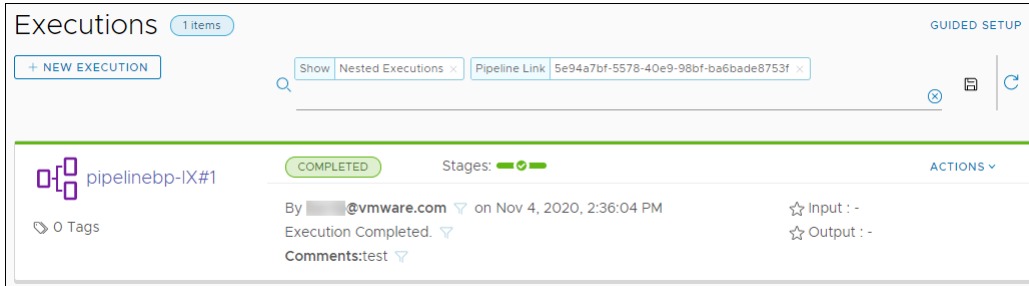 Executions 1 items GUIDED SETUP
+ NEW EXECUTION
Show Nested Executions × Pipeline Link 5e94a7bf-5578-40e9-98bf-ba6bade8753f ×
pipelinebp-IX#1
COMPLETED Stages: ACTIONS
By @vmware.com on Nov 4, 2020, 2:36:04 PM Input : -
0 Tags
Execution Completed. Output : -
Comments:test